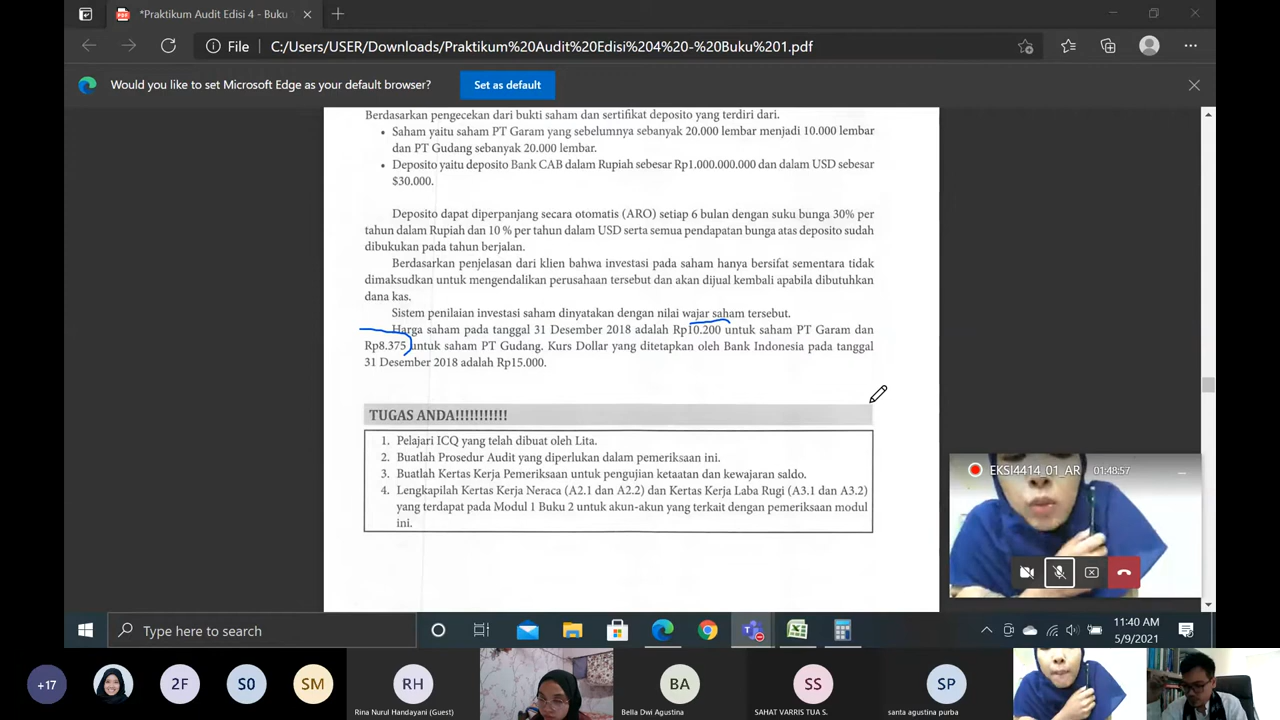 *Praktikum Audit Edisi 4 - Buku
File
C:/Users/USER/Downloads/Praktikum%20Audit%20Edisi%204%20-%20Buku%201.pdf
Would you like to set Microsoft Edge as your default browser?
Set as default
Berdasarkan pengecekan dari bukti saham dan sertifikat deposito yang terdiri dari.
• Saham yaitu saham PT Garam yang sebelumnya sebanyak 20.000 lembar menjadi 10.000 lembar
dan PT Gudang sebanyak 20.000 lembar.
• Deposito yaitu deposito Bank CAB dalam Rupiah sebesar Rp1.000.000.000 dan dalam USD sebesar
$30.000.
Deposito dapat diperpanjang secara otomatis (ARO) setiap 6 bulan dengan suku bunga 30% per
tahun dalam Rupiah dan 10 % per tahun dalam USD serta semua pendapatan bunga atas deposito sudah
dibukukan pada tahun berjalan.
Berdasarkan penjelasan dari klien bahwa investasi pada saham hanya bersifat sementara tidak
dimaksudkan untuk mengendalikan perusahaan tersebut dan akan dijual kembali apabila dibutuhkan
dana kas.
Sistem penilaian investasi saham dinyatakan dengan nilai wajar saham tersebut.
Harga saham pada tanggal 31 Desember 2018 adalah Rp10.200 untuk saham PT Garam dan
Rp8.375 untuk saham PT Gudang. Kurs Dollar yang ditetapkan oleh Bank Indonesia pada tanggal
31 Desember 2018 adalah Rp15.000.
TUGAS ANDA!!!!!!!!!!!
1. Pelajari ICQ yang telah dibuat oleh Lita.
2. Buatlah Prosedur Audit yang diperlukan dalam pemeriksaan ini.
3. Buatlah Kertas Kerja Pemeriksaan untuk pengujian ketaatan dan kewajaran saldo.
4. Lengkapilah Kertas Kerja Neraca (A2.1 dan A2.2) dan Kertas Kerja Laba Rugi (A3.1 dan A3.2)
yang terdapat pada Modul 1 Buku 2 untuk akun-akun yang terkait dengan pemeriksaan modul
ini.
EKSI4414_01_AR
01:48:57
Type here to search
11:40 AM
5/9/2021
+17
2F
S0
SM
RH
Rina Nurul Handayani (Guest)
BA
Bella Dwi Agustina
SS
SAHAT VARRIS TUA S.
SP
santa agustina purba